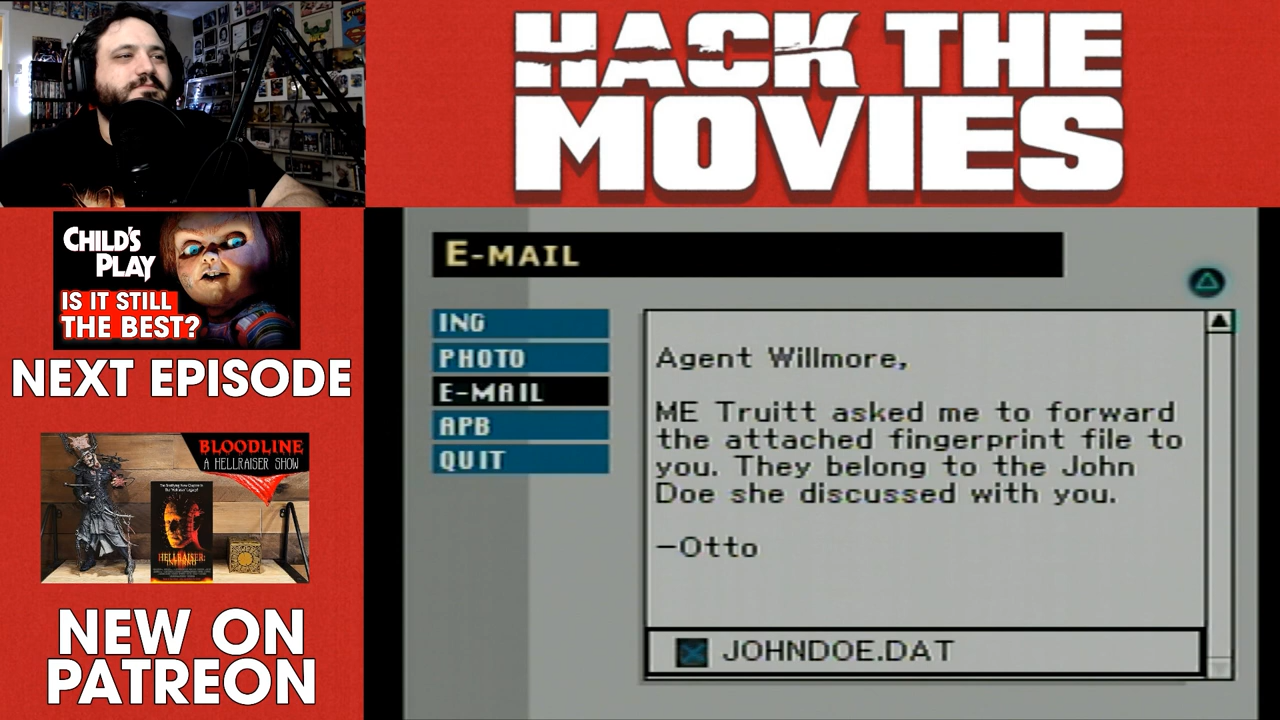 HACK THE
MOVIES
CHILD'S
PLAY
IS IT STILL
THE BEST?
NEXT EPISODE
BLOODLINE
A HELLRAISER SHOW
HELLRAISER:
INFERNO
NEW ON
PATREON
E-MAIL
ING
PHOTO
E-MAIL
APB
QUIT
Agent Willmore,
ME Truitt asked me to forward
the attached fingerprint file to
you. They belong to the John
Doe she discussed with you.
—Otto
JOHNDOE.DAT